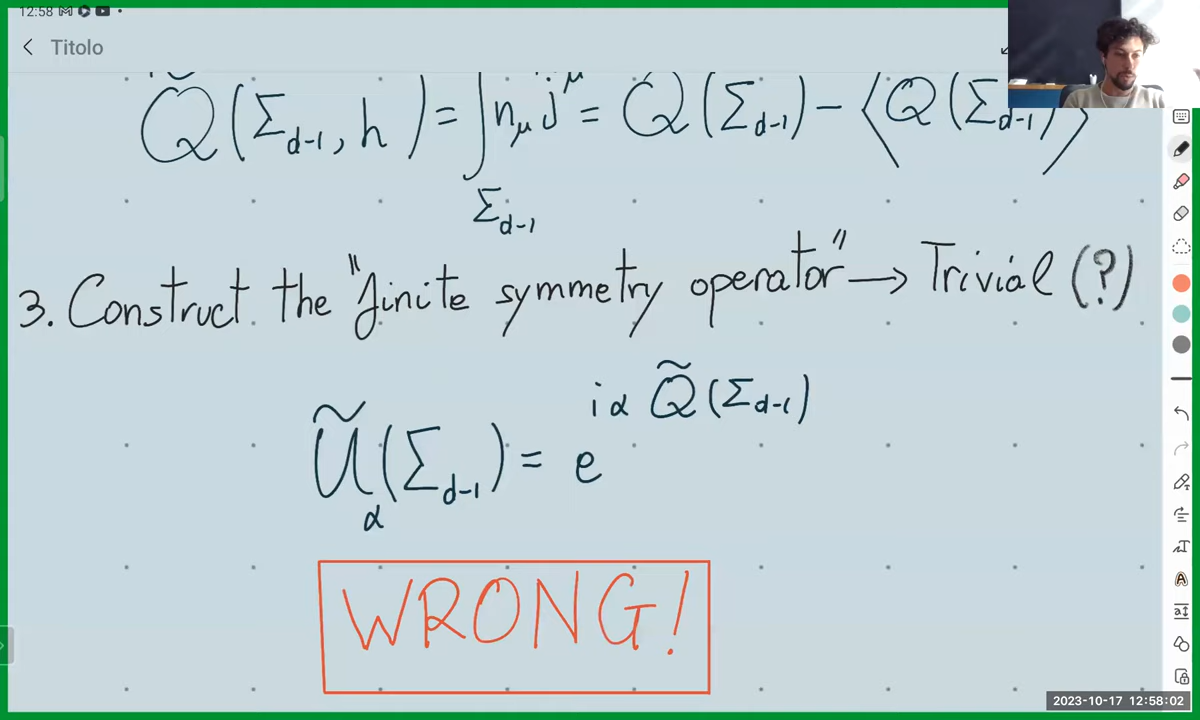 12:58
Titolo
Q̃(Σ_{d-1}, h) = ∫_{Σ_{d-1}} n_μ j̃^μ = Q(Σ_{d-1}) − ⟨Q(Σ_{d-1})⟩
3. Construct the "finite symmetry operator" → Trivial (?)
Ũ_α(Σ_{d-1}) = e^{iα Q̃(Σ_{d-1})}
WRONG!
2023-10-17 12:58:02